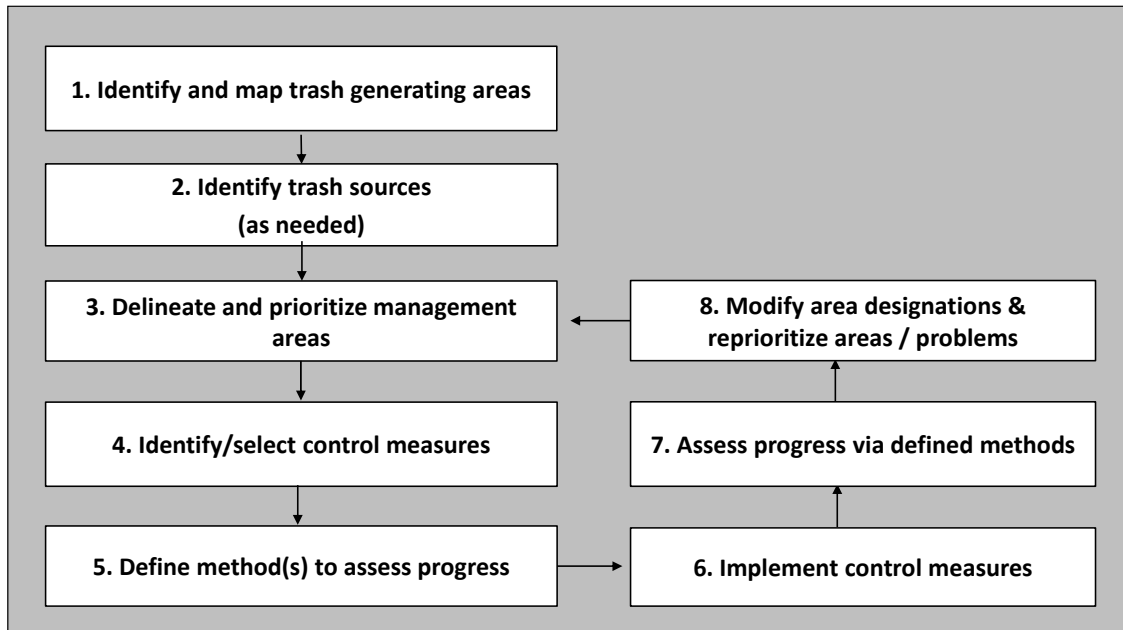 1. Identify and map trash generating areas
2. Identify trash sources
(as needed)
3. Delineate and prioritize management
areas
4. Identify/select control measures
5. Define method(s) to assess progress
6. Implement control measures
7. Assess progress via defined methods
8. Modify area designations &
reprioritize areas / problems